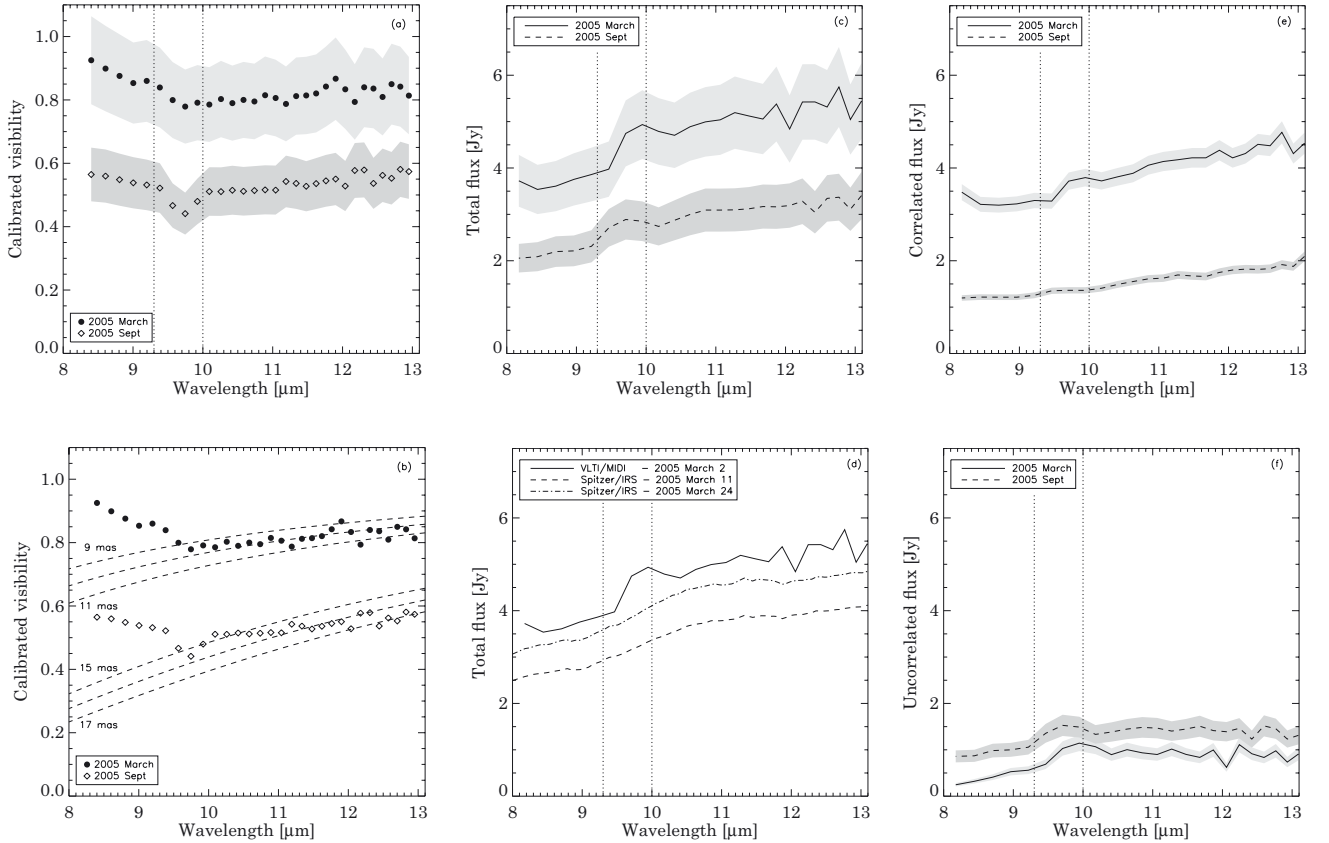 (a)
Calibrated visibility
1.0
0.8
0.6
0.4
0.2
0.0
2005 March
2005 Sept
8 9 10 11 12 13
Wavelength [μm]
(c)
2005 March
2005 Sept
Total flux [Jy]
6
4
2
0
8 9 10 11 12 13
Wavelength [μm]
(e)
2005 March
2005 Sept
Correlated flux [Jy]
6
4
2
0
8 9 10 11 12 13
Wavelength [μm]
(b)
Calibrated visibility
1.0
0.8
0.6
0.4
0.2
0.0
9 mas
11 mas
15 mas
17 mas
2005 March
2005 Sept
8 9 10 11 12 13
Wavelength [μm]
(d)
VLTI/MIDI – 2005 March 2
Spitzer/IRS – 2005 March 11
Spitzer/IRS – 2005 March 24
Total flux [Jy]
6
4
2
0
8 9 10 11 12 13
Wavelength [μm]
(f)
2005 March
2005 Sept
Uncorrelated flux [Jy]
6
4
2
0
8 9 10 11 12 13
Wavelength [μm]